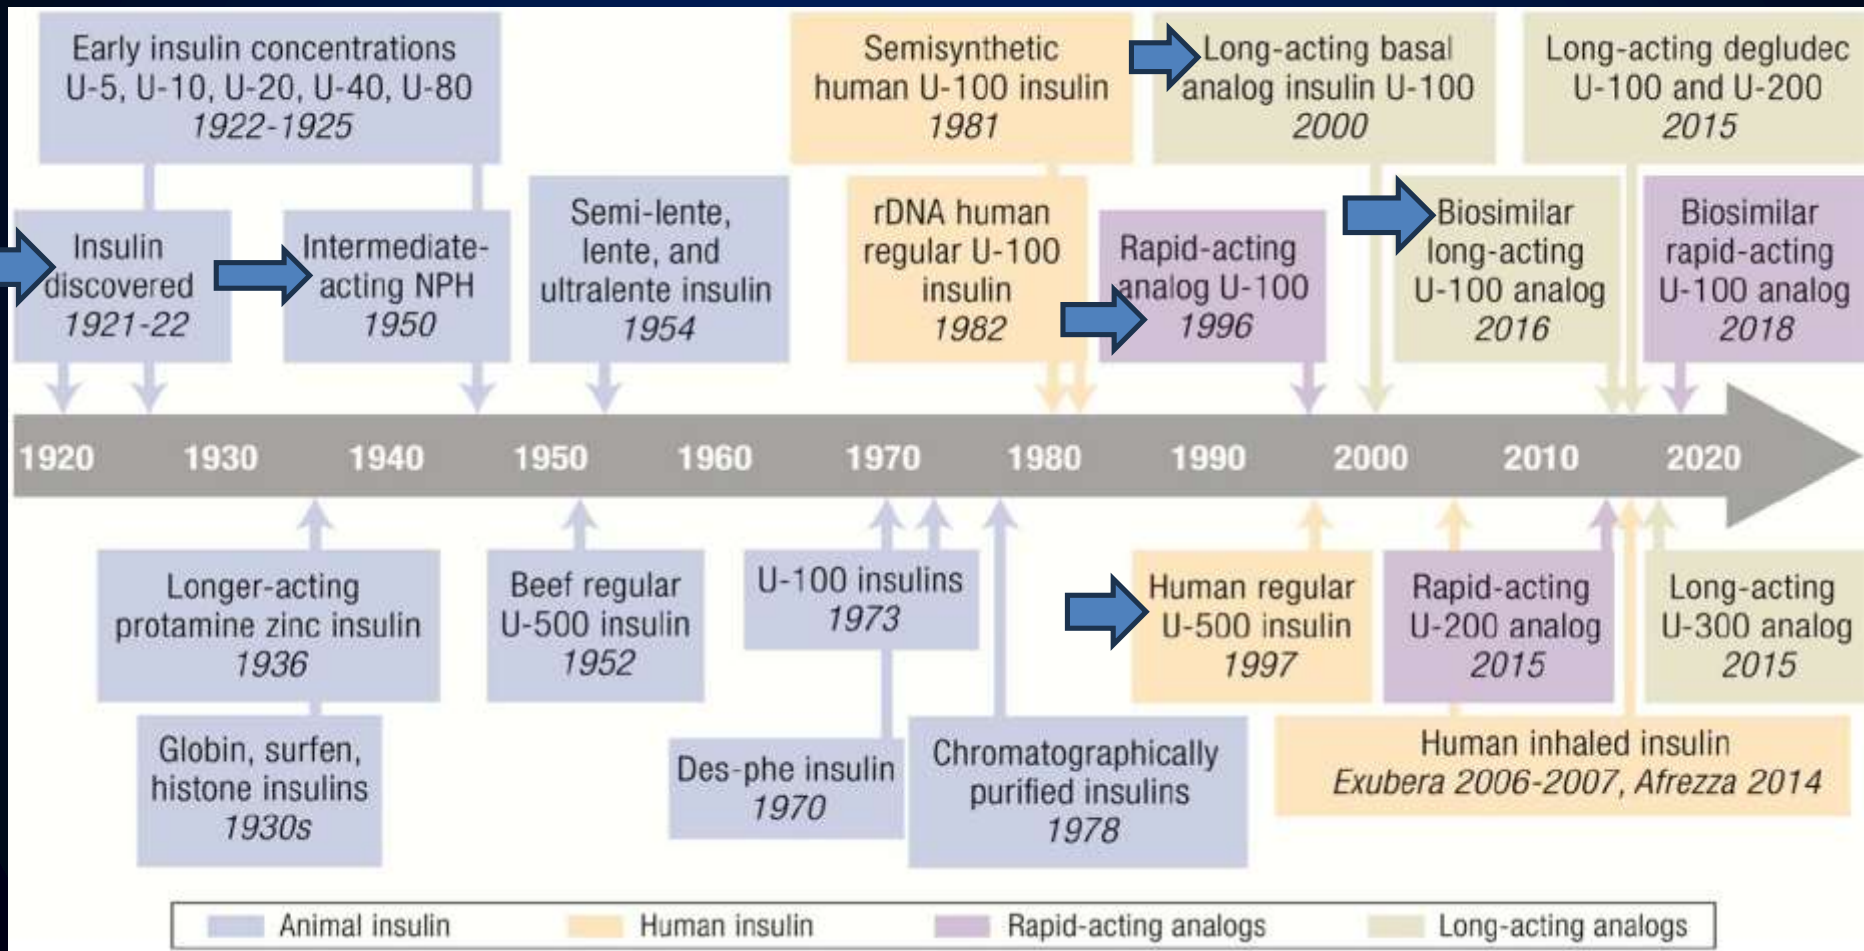 Early insulin concentrations
U-5, U-10, U-20, U-40, U-80
1922-1925
Semisynthetic
human U-100 insulin
1981
Long-acting basal
analog insulin U-100
2000
Long-acting degludec
U-100 and U-200
2015
Insulin
discovered
1921-22
Intermediate-
acting NPH
1950
Semi-lente,
lente, and
ultralente insulin
1954
rDNA human
regular U-100
insulin
1982
Rapid-acting
analog U-100
1996
Biosimilar
long-acting
U-100 analog
2016
Biosimilar
rapid-acting
U-100 analog
2018
1920 1930 1940 1950 1960 1970 1980 1990 2000 2010 2020
Longer-acting
protamine zinc insulin
1936
Beef regular
U-500 insulin
1952
U-100 insulins
1973
Human regular
U-500 insulin
1997
Rapid-acting
U-200 analog
2015
Long-acting
U-300 analog
2015
Globin, surfen,
histone insulins
1930s
Des-phe insulin
1970
Chromatographically
purified insulins
1978
Human inhaled insulin
Exubera 2006-2007, Afrezza 2014
Animal insulin Human insulin Rapid-acting analogs Long-acting analogs